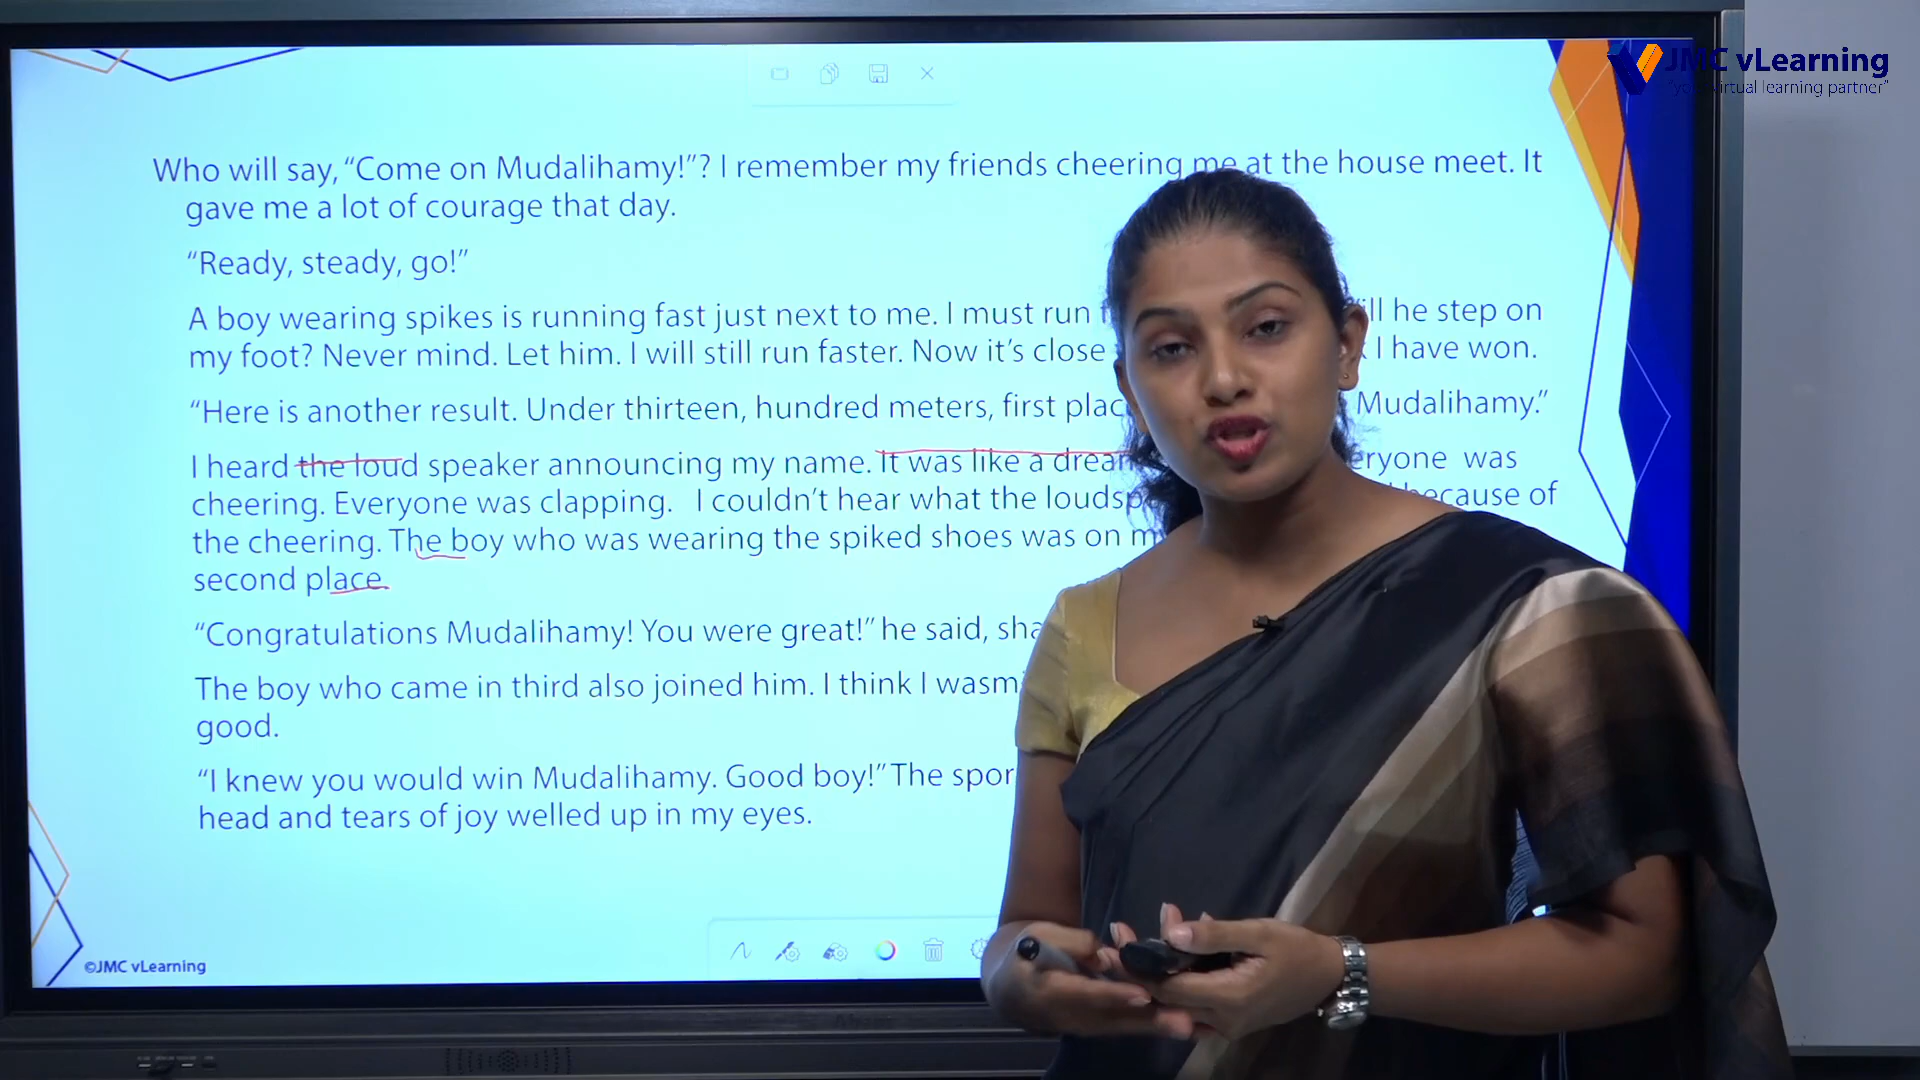 JMC vLearning
virtual learning partner"
Who will say, “Come on Mudalihamy!”? I remember my friends cheering me at the house meet. It
gave me a lot of courage that day.
“Ready, steady, go!”
A boy wearing spikes is running fast just next to me. I must run ill he step on
my foot? Never mind. Let him. I will still run faster. Now it’s close I have won.
“Here is another result. Under thirteen, hundred meters, first plac Mudalihamy.”
I heard the loud speaker announcing my name. It was like a drea eryone was
cheering. Everyone was clapping. I couldn’t hear what the loudsp because of
the cheering. The boy who was wearing the spiked shoes was on m
second place.
“Congratulations Mudalihamy! You were great!” he said, sha
The boy who came in third also joined him. I think I wasm
good.
“I knew you would win Mudalihamy. Good boy!” The spor
head and tears of joy welled up in my eyes.
©JMC vLearning